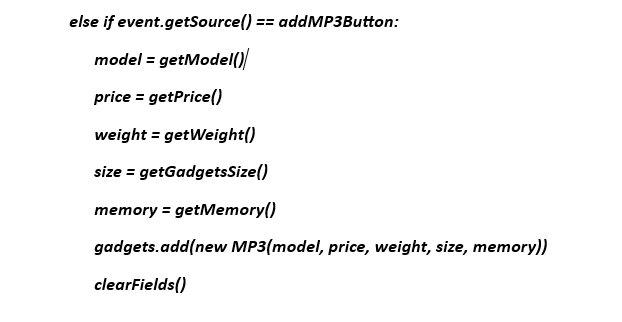 else if event.getSource() == addMP3Button:
model = getModel()
price = getPrice()
weight = getWeight()
size = getGadgetsSize()
memory = getMemory()
gadgets.add(new MP3(model, price, weight, size, memory))
clearFields()